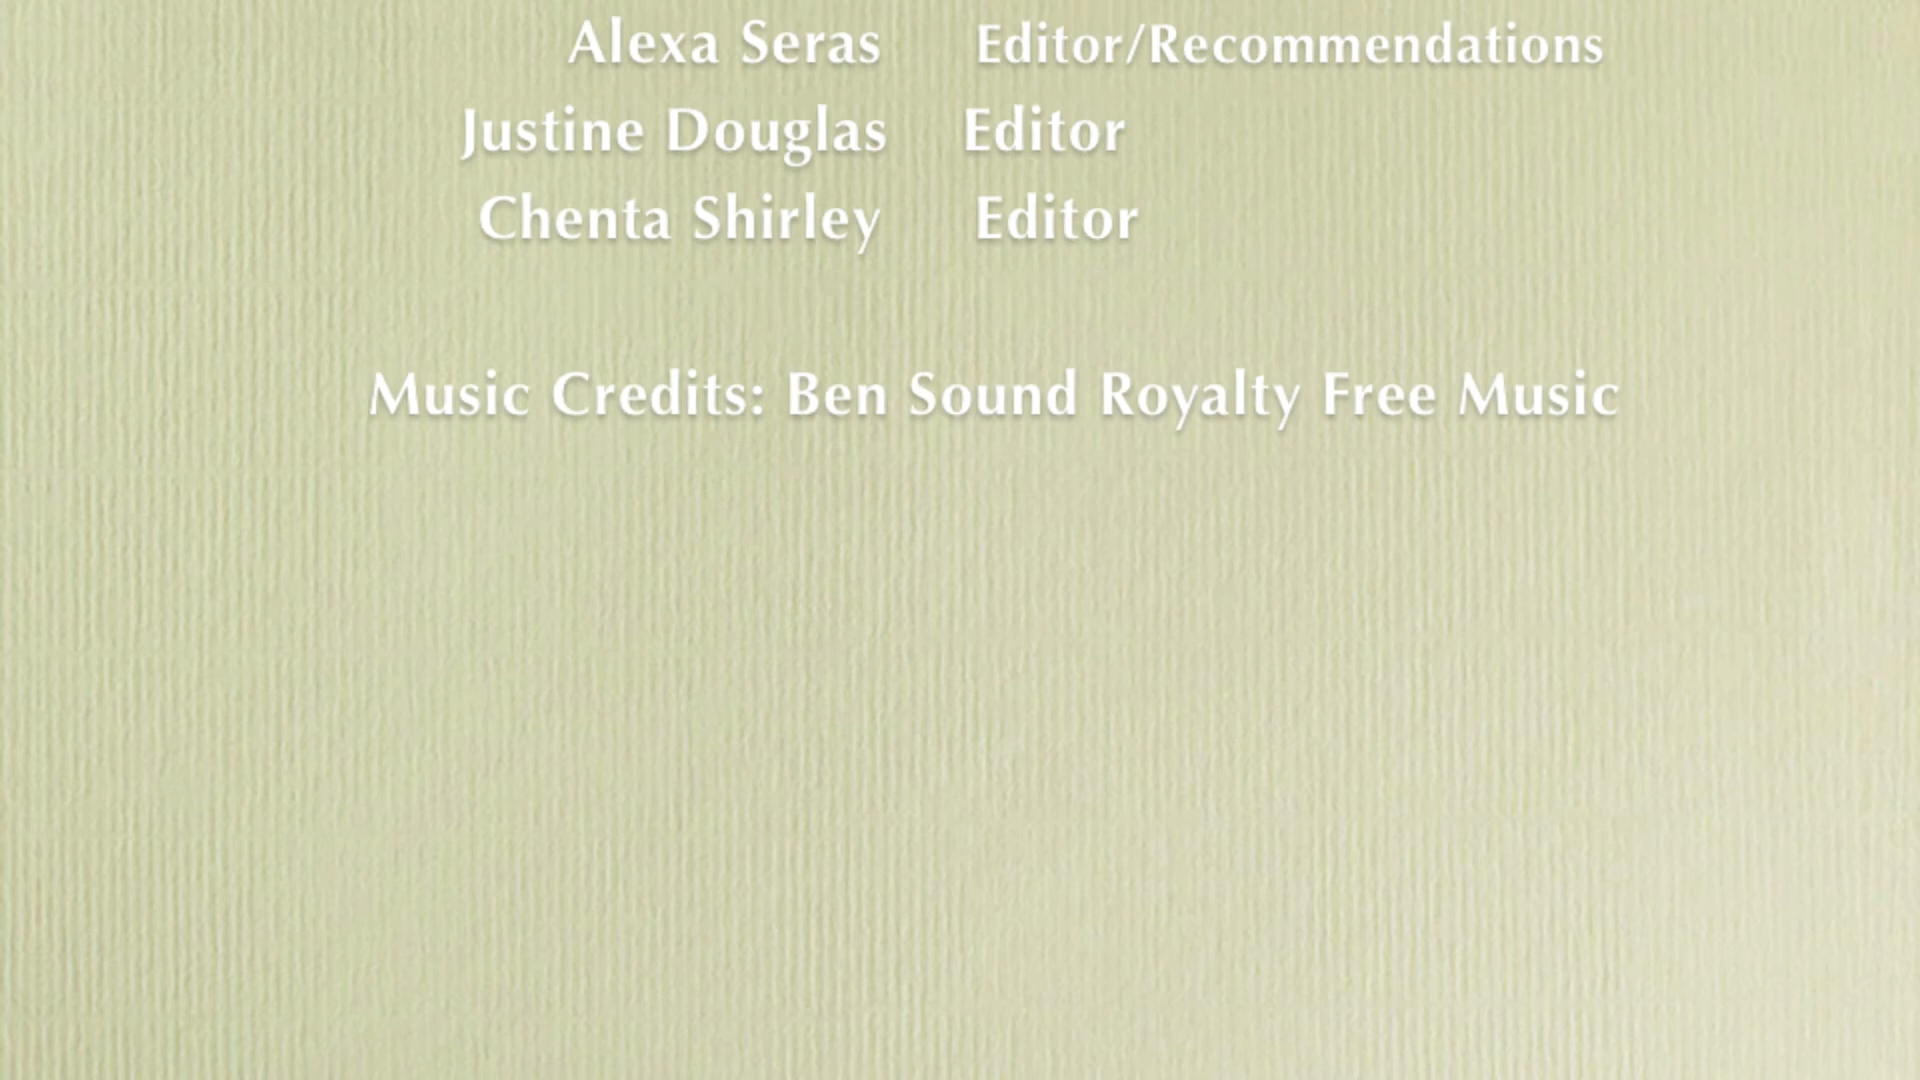 Alexa Seras Editor/Recommendations
Justine Douglas Editor
Chenta Shirley Editor
Music Credits: Ben Sound Royalty Free Music